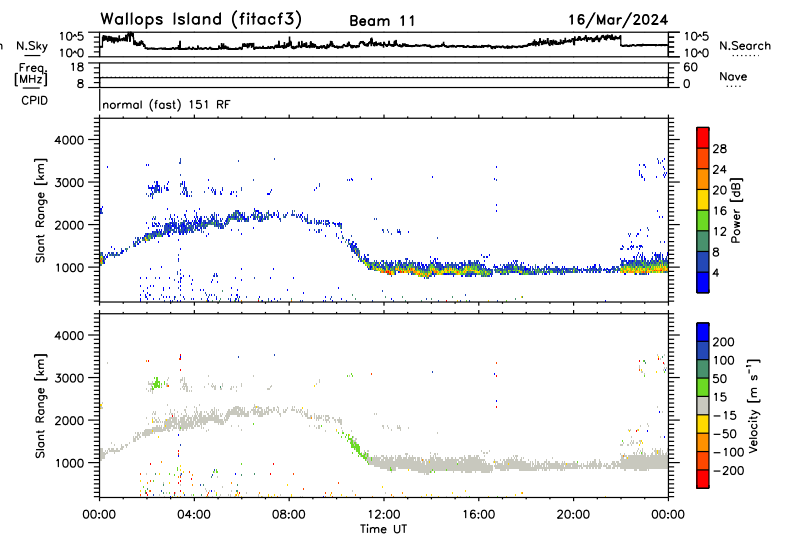 Wallops Island (fitacf3) Beam 11 16/Mar/2024
n N.Sky 10^5 10^0 10^5 10^0 N.Search
Freq. [MHz] 18 8 60 0 Nave
CPID normal (fast) 151 RF
Slant Range [km] 4000 3000 2000 1000
Power [dB] 28 24 20 16 12 8 4
Slant Range [km] 4000 3000 2000 1000
Velocity [m s⁻¹] 200 100 50 15 −15 −50 −100 −200
00:00 04:00 08:00 12:00 16:00 20:00 00:00
Time UT